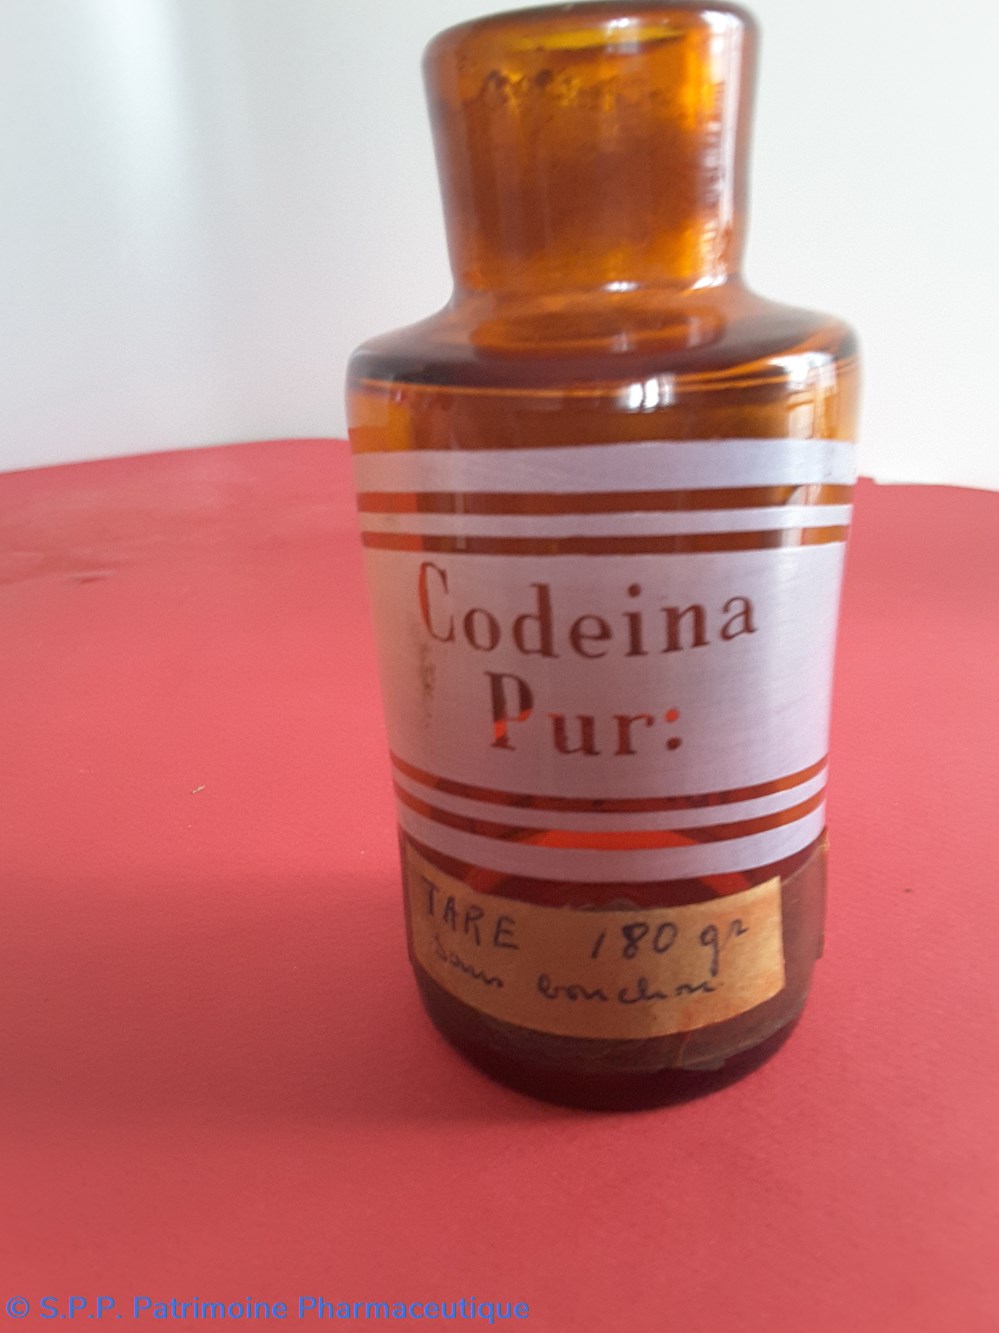 Codeina
Pur:
TARE 180 gr
sans bouchon
© S.P.P. Patrimoine Pharmaceutique